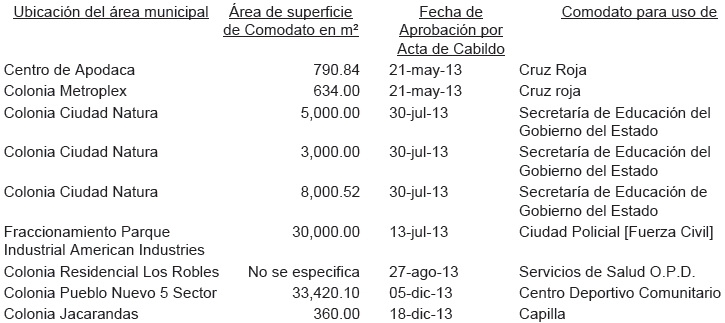 Ubicación del área municipal Área de superficie de Comodato en m² Fecha de Aprobación por Acta de Cabildo Comodato para uso de
Centro de Apodaca 790.84 21-may-13 Cruz Roja
Colonia Metroplex 634.00 21-may-13 Cruz roja
Colonia Ciudad Natura 5,000.00 30-jul-13 Secretaría de Educación del
Gobierno del Estado
Colonia Ciudad Natura 3,000.00 30-jul-13 Secretaría de Educación del
Gobierno del Estado
Colonia Ciudad Natura 8,000.52 30-jul-13 Secretaría de Educación de
Gobierno del Estado
Fraccionamiento Parque 30,000.00 13-jul-13 Ciudad Policial [Fuerza Civil]
Industrial American Industries
Colonia Residencial Los Robles No se especifica 27-ago-13 Servicios de Salud O.P.D.
Colonia Pueblo Nuevo 5 Sector 33,420.10 05-dic-13 Centro Deportivo Comunitario
Colonia Jacarandas 360.00 18-dic-13 Capilla